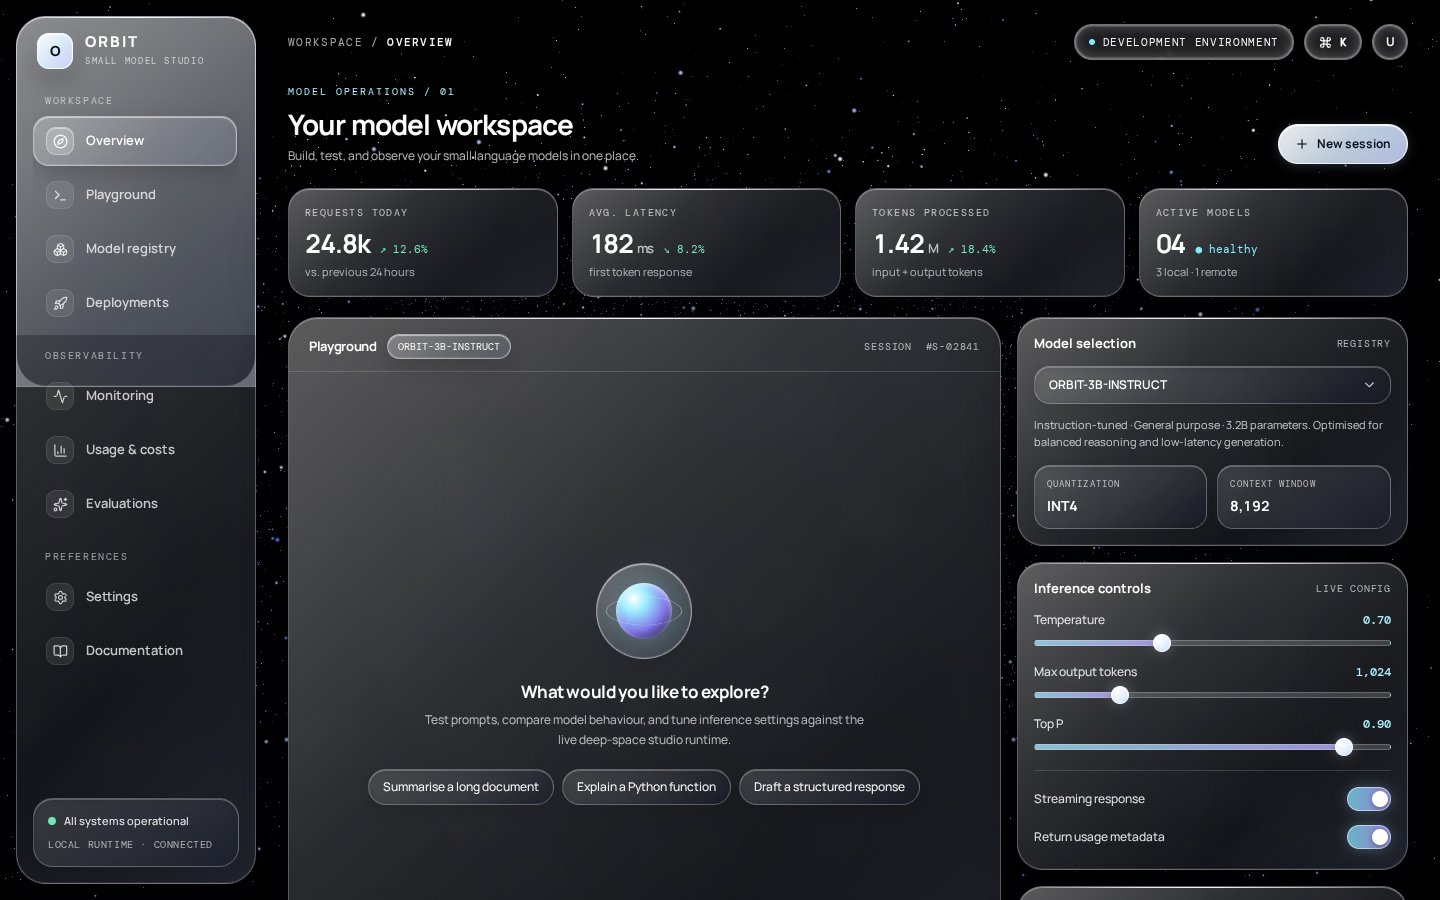 O
ORBIT
SMALL MODEL STUDIO
WORKSPACE
Overview
Playground
Model registry
Deployments
OBSERVABILITY
Monitoring
Usage & costs
Evaluations
PREFERENCES
Settings
Documentation
All systems operational
LOCAL RUNTIME · CONNECTED
WORKSPACE / OVERVIEW
DEVELOPMENT ENVIRONMENT
⌘ K
U
MODEL OPERATIONS / 01
Your model workspace
Build, test, and observe your small language models in one place.
New session
REQUESTS TODAY
24.8k ↗ 12.6%
vs. previous 24 hours
AVG. LATENCY
182 ms ↘ 8.2%
first token response
TOKENS PROCESSED
1.42 M ↗ 18.4%
input + output tokens
ACTIVE MODELS
04 ● healthy
3 local · 1 remote
Playground ORBIT-3B-INSTRUCT
SESSION #S-02841
What would you like to explore?
Test prompts, compare model behaviour, and tune inference settings against the
live deep-space studio runtime.
Summarise a long document
Explain a Python function
Draft a structured response
Model selection
REGISTRY
ORBIT-3B-INSTRUCT
Instruction-tuned · General purpose · 3.2B parameters. Optimised for
balanced reasoning and low-latency generation.
QUANTIZATION
INT4
CONTEXT WINDOW
8,192
Inference controls
LIVE CONFIG
Temperature 0.70
Max output tokens 1,024
Top P 0.90
Streaming response
Return usage metadata